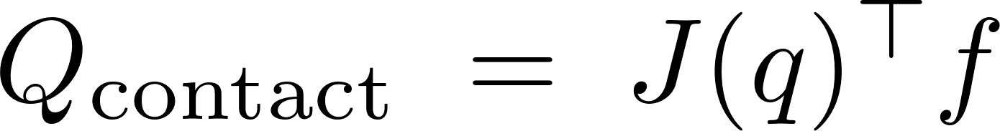 Q_contact = J(q)^⊤ f